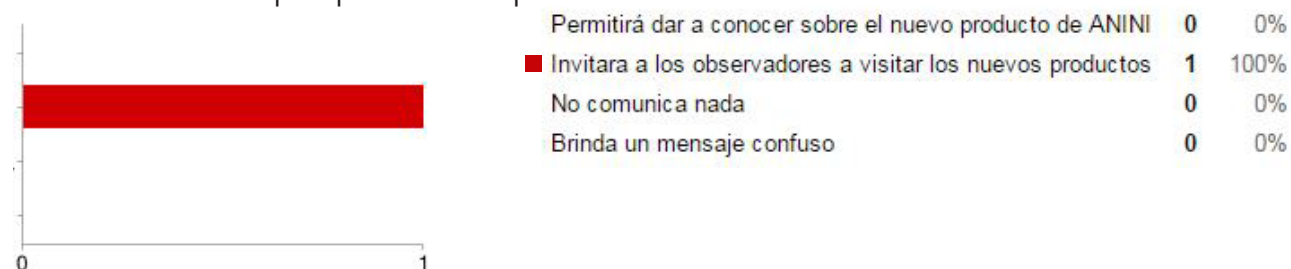 Permitirá dar a conocer sobre el nuevo producto de ANINI 0 0%
Invitara a los observadores a visitar los nuevos productos 1 100%
No comunica nada 0 0%
Brinda un mensaje confuso 0 0%
0 1